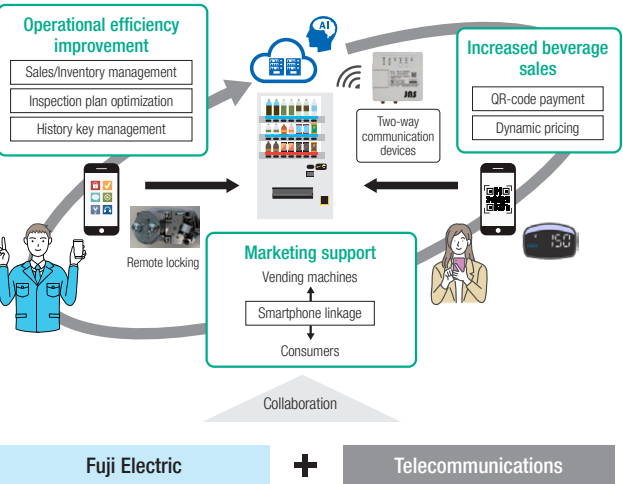 Operational efficiency
improvement
Sales/Inventory management
Inspection plan optimization
History key management
AI
Increased beverage
sales
QR-code payment
Dynamic pricing
Two-way
communication
devices
Remote locking
150
Marketing support
Vending machines
Smartphone linkage
Consumers
Collaboration
Fuji Electric
+
Telecommunications